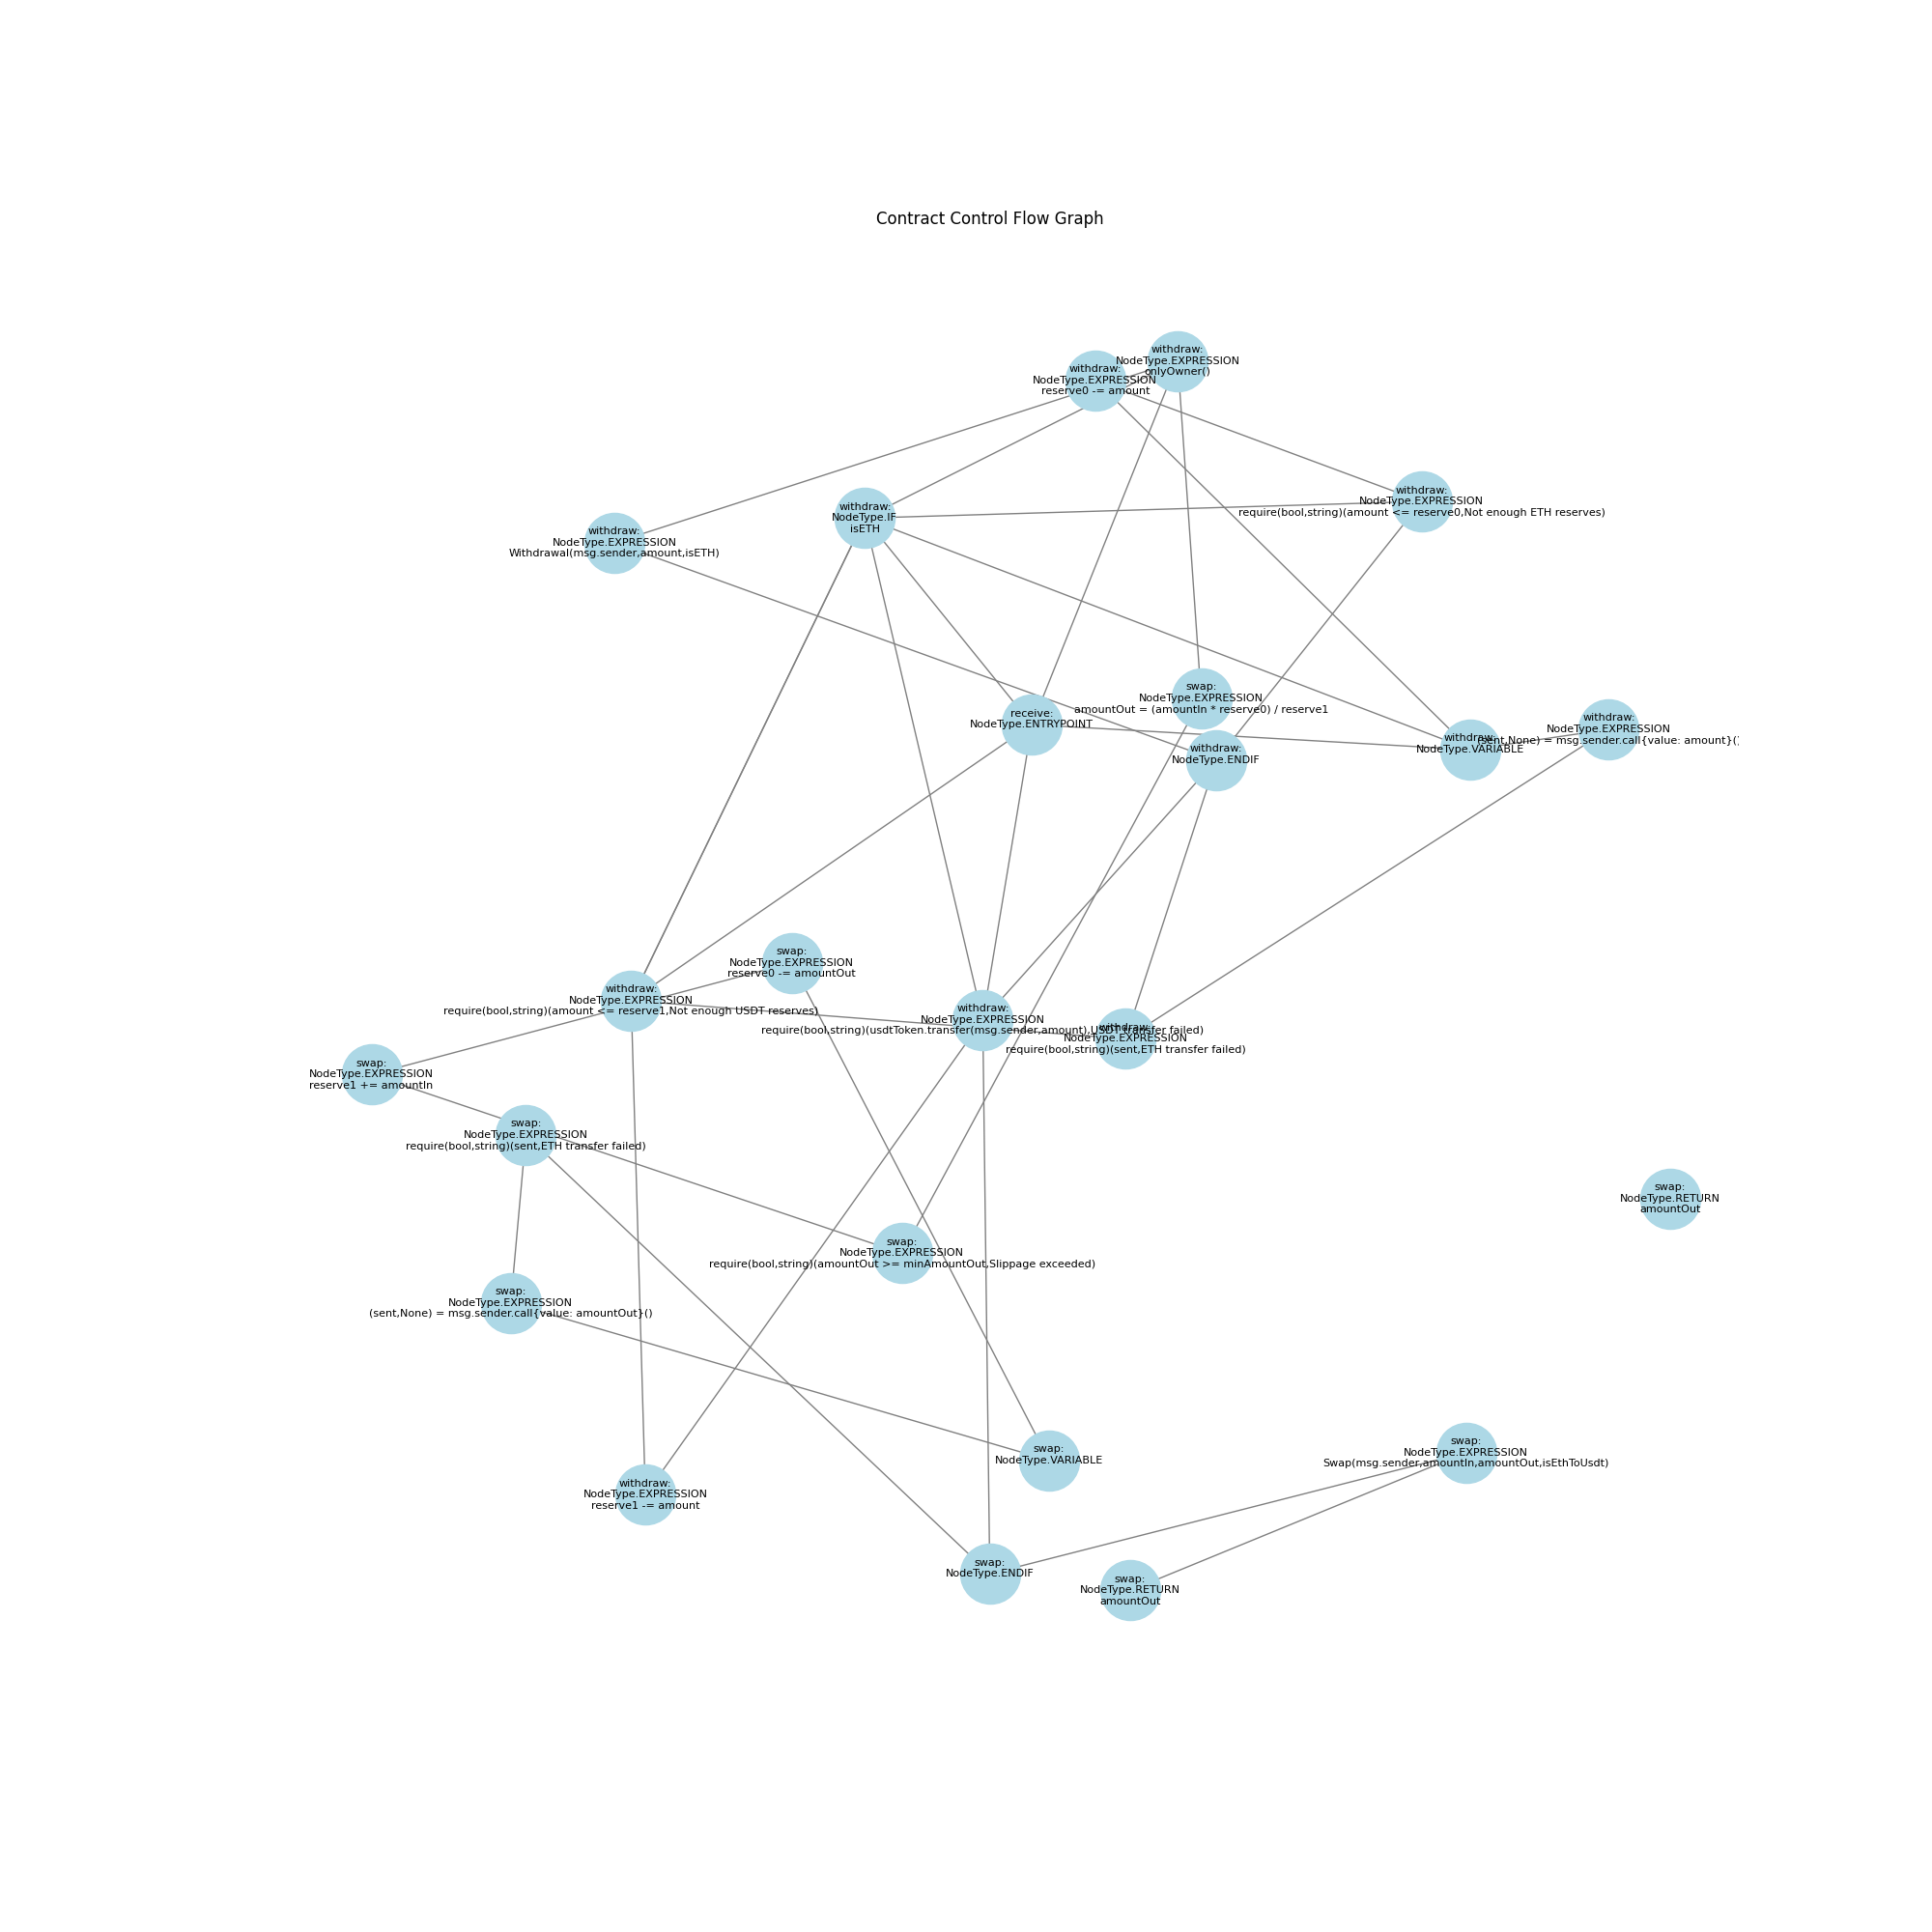 Contract Control Flow Graph
withdraw:
NodeType.EXPRESSION
onlyOwner()
withdraw:
NodeType.EXPRESSION
reserve0 -= amount
withdraw:
NodeType.EXPRESSION
require(bool,string)(amount <= reserve0,Not enough ETH reserves)
withdraw:
NodeType.IF
isETH
withdraw:
NodeType.EXPRESSION
Withdrawal(msg.sender,amount,isETH)
swap:
NodeType.EXPRESSION
amountOut = (amountIn * reserve0) / reserve1
receive:
NodeType.ENTRYPOINT
withdraw:
NodeType.EXPRESSION
(sent,None) = msg.sender.call{value: amount}()
withdraw:
NodeType.VARIABLE
withdraw:
NodeType.ENDIF
swap:
NodeType.EXPRESSION
reserve0 -= amountOut
withdraw:
NodeType.EXPRESSION
require(bool,string)(amount <= reserve1,Not enough USDT reserves)
withdraw:
NodeType.EXPRESSION
require(bool,string)(usdtToken.transfer(msg.sender,amount),USDT transfer failed)
withdraw:
NodeType.EXPRESSION
require(bool,string)(sent,ETH transfer failed)
swap:
NodeType.EXPRESSION
reserve1 += amountIn
swap:
NodeType.EXPRESSION
require(bool,string)(sent,ETH transfer failed)
swap:
NodeType.RETURN
amountOut
swap:
NodeType.EXPRESSION
require(bool,string)(amountOut >= minAmountOut,Slippage exceeded)
swap:
NodeType.EXPRESSION
(sent,None) = msg.sender.call{value: amountOut}()
swap:
NodeType.VARIABLE
swap:
NodeType.EXPRESSION
Swap(msg.sender,amountIn,amountOut,isEthToUsdt)
withdraw:
NodeType.EXPRESSION
reserve1 -= amount
swap:
NodeType.ENDIF
swap:
NodeType.RETURN
amountOut